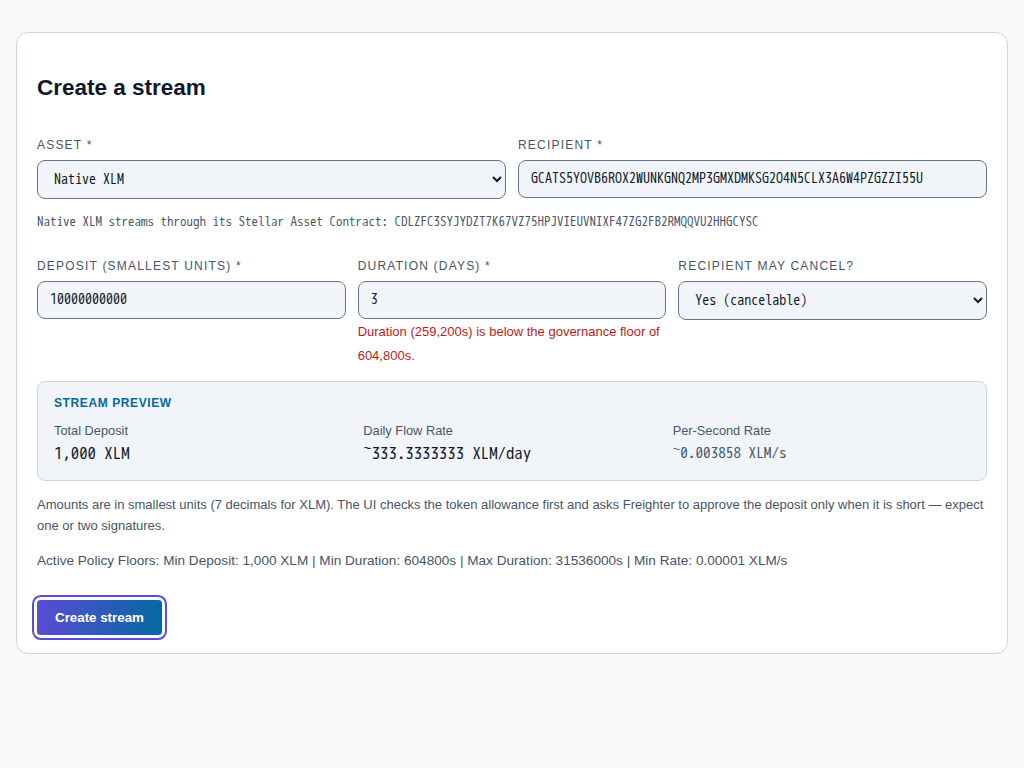 Create a stream
ASSET *
RECIPIENT *
Native XLM
GCATS5YOVB6ROX2WUNKGNQ2MP3GMXDMKSG2O4N5CLX3A6W4PZGZZI55U
Native XLM streams through its Stellar Asset Contract: CDLZFC3SYJYDZT7K67VZ75HPJVIEUVNIXF47ZG2FB2RMQQVU2HHGCYSC
DEPOSIT (SMALLEST UNITS) *
DURATION (DAYS) *
RECIPIENT MAY CANCEL?
10000000000
3
Yes (cancelable)
Duration (259,200s) is below the governance floor of
604,800s.
STREAM PREVIEW
Total Deposit
Daily Flow Rate
Per-Second Rate
1,000 XLM
~333.3333333 XLM/day
~0.003858 XLM/s
Amounts are in smallest units (7 decimals for XLM). The UI checks the token allowance first and asks Freighter to approve the deposit only when it is short — expect
one or two signatures.
Active Policy Floors: Min Deposit: 1,000 XLM | Min Duration: 604800s | Max Duration: 31536000s | Min Rate: 0.00001 XLM/s
Create stream